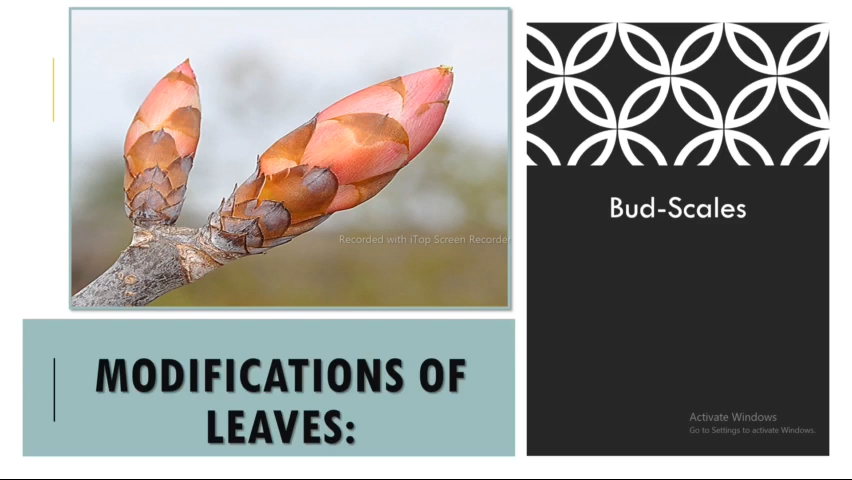 Recorded with iTop Screen Recorder
Bud-Scales
MODIFICATIONS OF
LEAVES:
Activate Windows
Go to Settings to activate Windows.